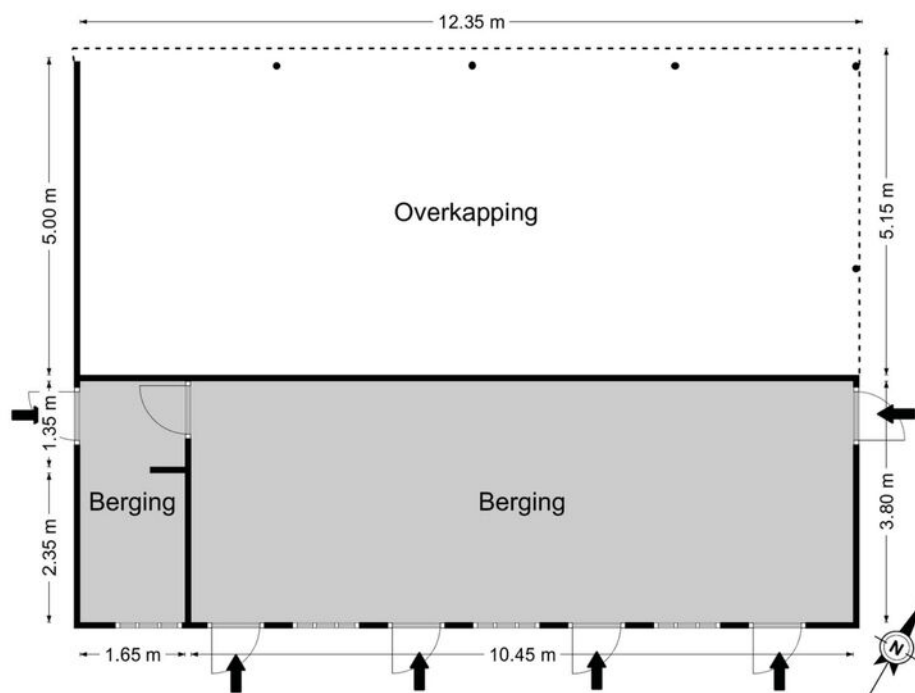 12.35 m
5.00 m
5.15 m
Overkapping
1.35 m
Berging
Berging
2.35 m
3.80 m
1.65 m
10.45 m
N